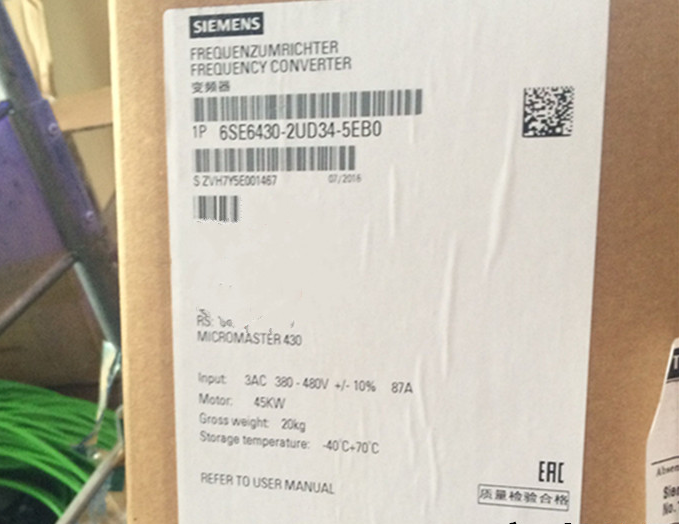 SIEMENS
FREQUENZUMRICHTER
FREQUENCY CONVERTER
变频器
1P 6SE6430-2UD34-5EB0
S ZVH7Y5E001467 07/2016
RS:
MICROMASTER 430
Input: 3AC 380 - 480V +/- 10% 87A
Motor: 45KW
Gross weight: 20kg
Storage temperature: -40°C+70°C
REFER TO USER MANUAL
EAC
质量检验合格
No.